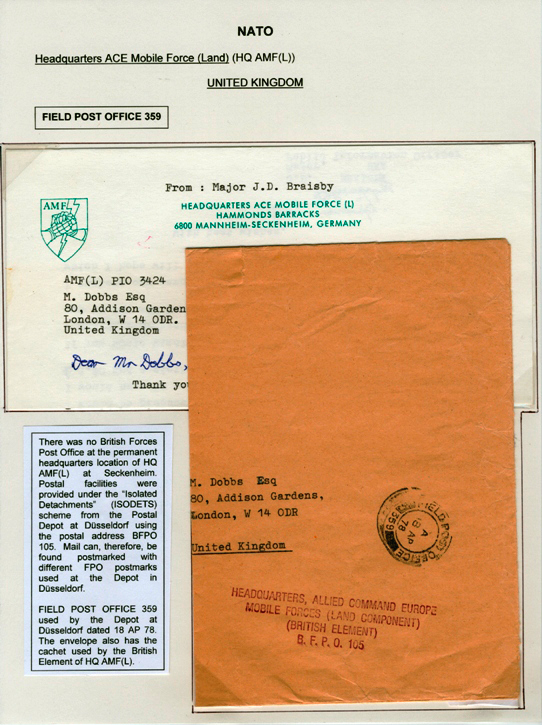 NATO
Headquarters ACE Mobile Force (Land) (HQ AMF(L))
UNITED KINGDOM
FIELD POST OFFICE 359
From : Major J.D. Braisby
AMF
HEADQUARTERS ACE MOBILE FORCE (L)
HAMMONDS BARRACKS
6800 MANNHEIM-SECKENHEIM, GERMANY
AMF(L) PIO 3424
M. Dobbs Esq
80, Addison Garden
London, W 14 ODR.
United Kingdom
Dear Mr Dobbs,
Thank you
There was no British Forces
Post Office at the permanent
headquarters location of HQ
AMF(L) at Seckenheim.
Postal facilities were
provided under the "Isolated
Detachments" (ISODETS)
scheme from the Postal
Depot at Düsseldorf using
the postal address BFPO
105. Mail can, therefore, be
found postmarked with
different FPO postmarks
used at the Depot in
Düsseldorf.
FIELD POST OFFICE 359
used by the Depot at
Düsseldorf dated 18 AP 78.
The envelope also has the
cachet used by the British
Element of HQ AMF(L).
M. Dobbs Esq
80, Addison Gardens,
London, W 14 ODR
United Kingdom
FIELD POST OFFICE
359
A
18 AP
78
HEADQUARTERS, ALLIED COMMAND EUROPE
MOBILE FORCES (LAND COMPONENT)
(BRITISH ELEMENT)
B. F. P. O. 105